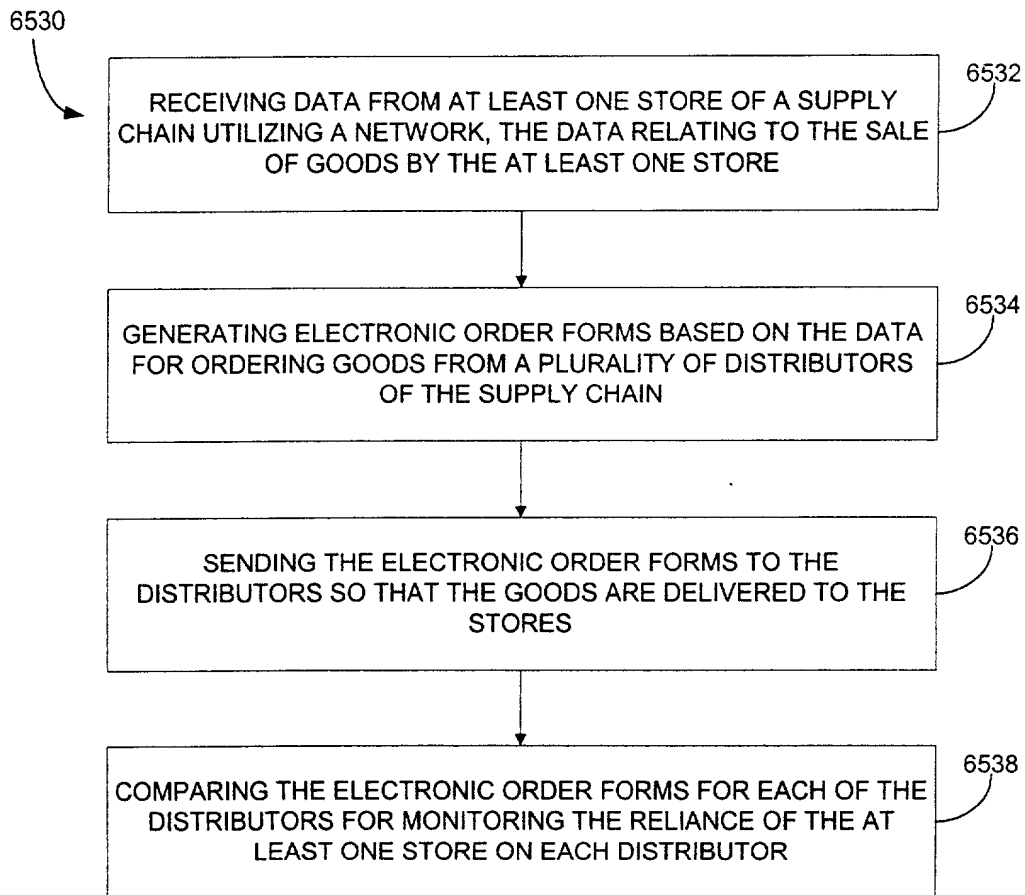 6530
RECEIVING DATA FROM AT LEAST ONE STORE OF A SUPPLY
CHAIN UTILIZING A NETWORK, THE DATA RELATING TO THE SALE
OF GOODS BY THE AT LEAST ONE STORE
6532
GENERATING ELECTRONIC ORDER FORMS BASED ON THE DATA
FOR ORDERING GOODS FROM A PLURALITY OF DISTRIBUTORS
OF THE SUPPLY CHAIN
6534
SENDING THE ELECTRONIC ORDER FORMS TO THE
DISTRIBUTORS SO THAT THE GOODS ARE DELIVERED TO THE
STORES
6536
COMPARING THE ELECTRONIC ORDER FORMS FOR EACH OF THE
DISTRIBUTORS FOR MONITORING THE RELIANCE OF THE AT
LEAST ONE STORE ON EACH DISTRIBUTOR
6538